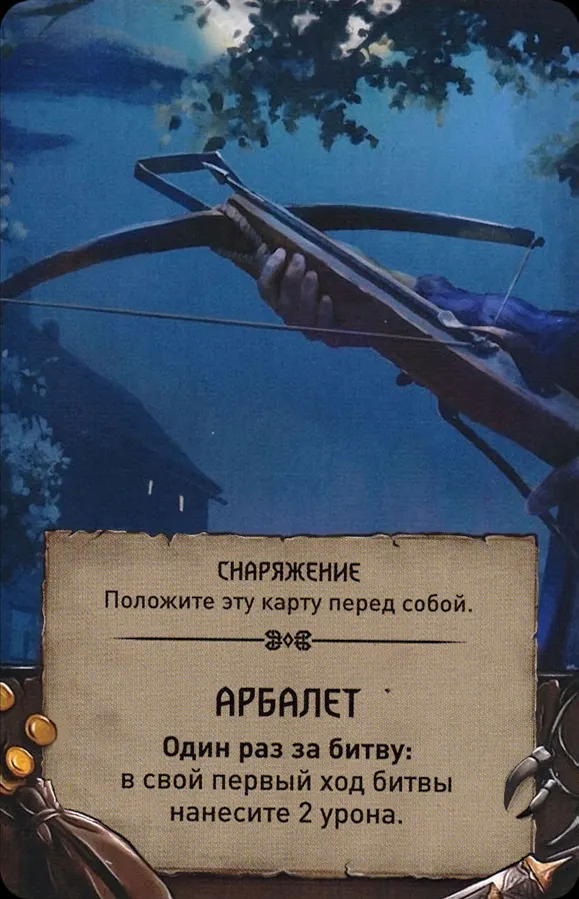 СНАРЯЖЕНИЕ
Положите эту карту перед собой.
АРБАЛЕТ
Один раз за битву:
в свой первый ход битвы
нанесите 2 урона.